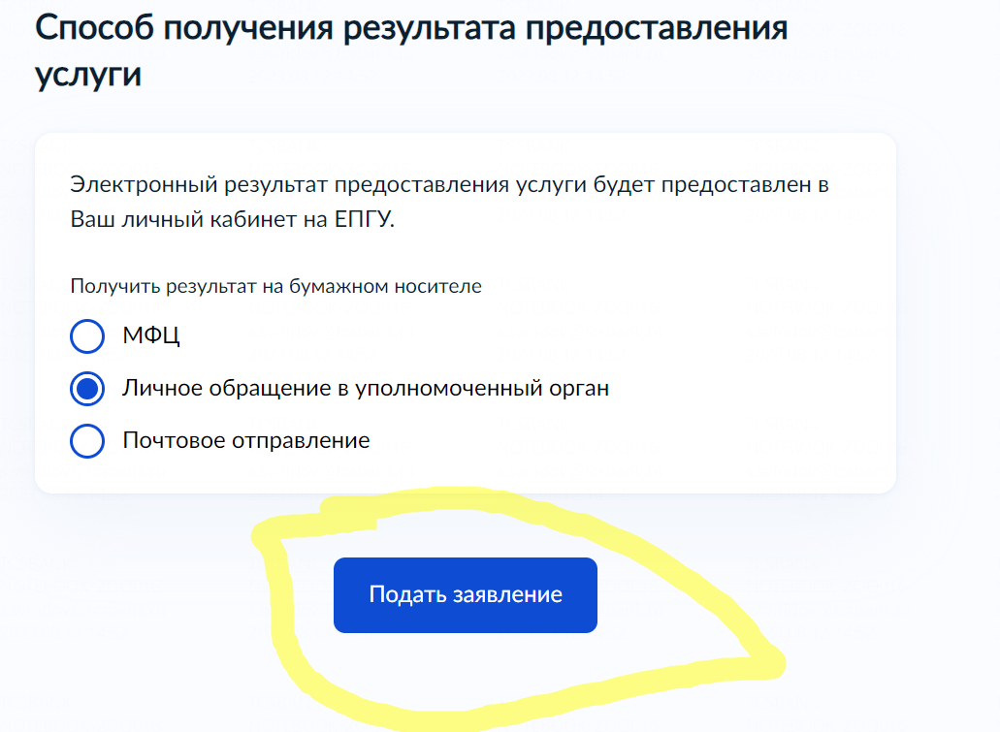 Способ получения результата предоставления
услуги
Электронный результат предоставления услуги будет предоставлен в
Ваш личный кабинет на ЕПГУ.
Получить результат на бумажном носителе
МФЦ
Личное обращение в уполномоченный орган
Почтовое отправление
Подать заявление